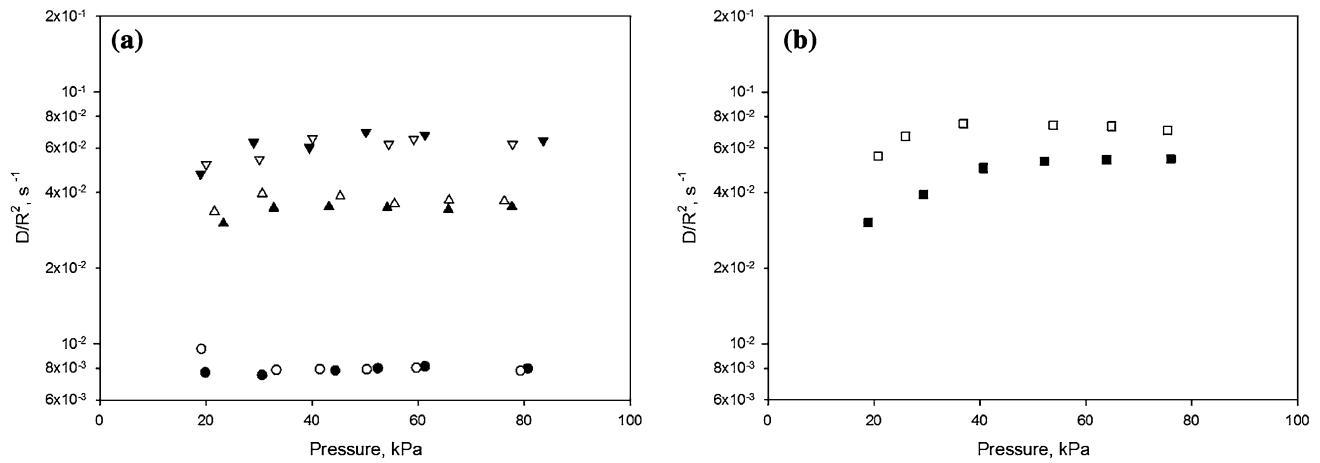 (a)
2x10⁻¹
10⁻¹
8x10⁻²
6x10⁻²
4x10⁻²
2x10⁻²
10⁻²
8x10⁻³
6x10⁻³
D/R², s⁻¹
0 20 40 60 80 100
Pressure, kPa
(b)
2x10⁻¹
10⁻¹
8x10⁻²
6x10⁻²
4x10⁻²
2x10⁻²
10⁻²
8x10⁻³
6x10⁻³
D/R², s⁻¹
0 20 40 60 80 100
Pressure, kPa